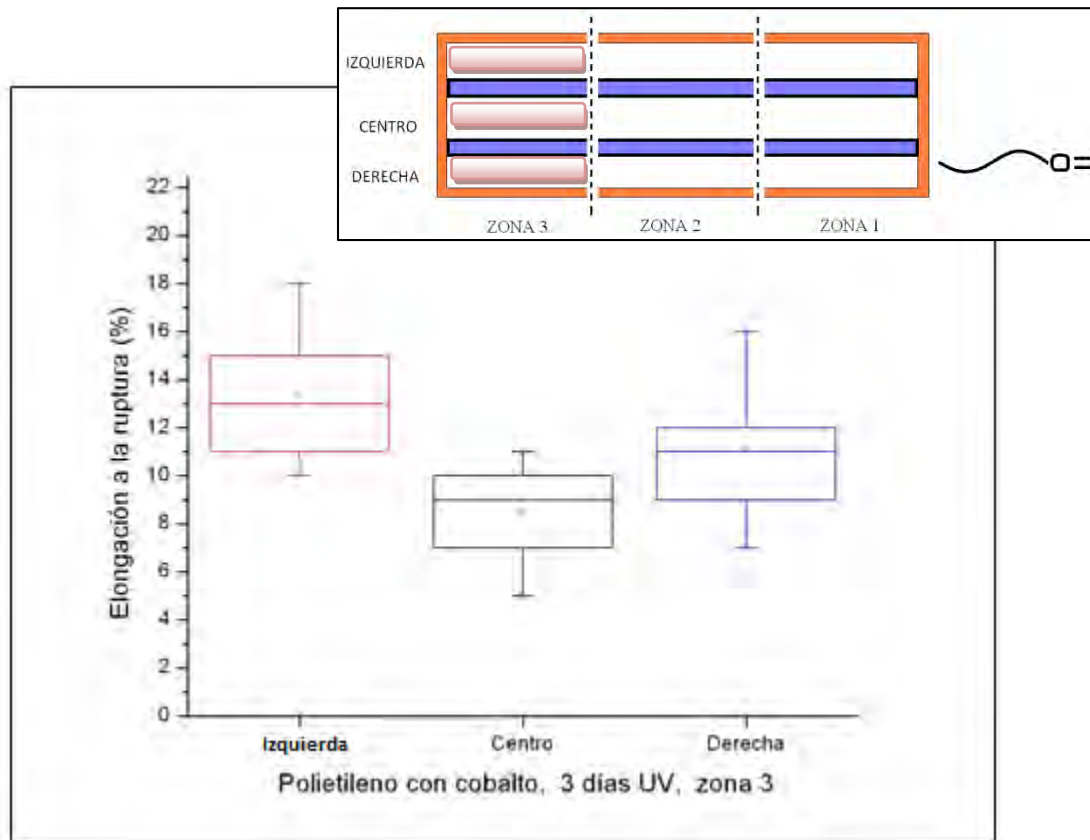 IZQUIERDA
CENTRO
DERECHA
ZONA 3 ZONA 2 ZONA 1
Elongación a la ruptura (%)
22
20
18
16
14
12
10
8
6
4
2
0
Izquierda Centro Derecha
Polietileno con cobalto, 3 días UV, zona 3